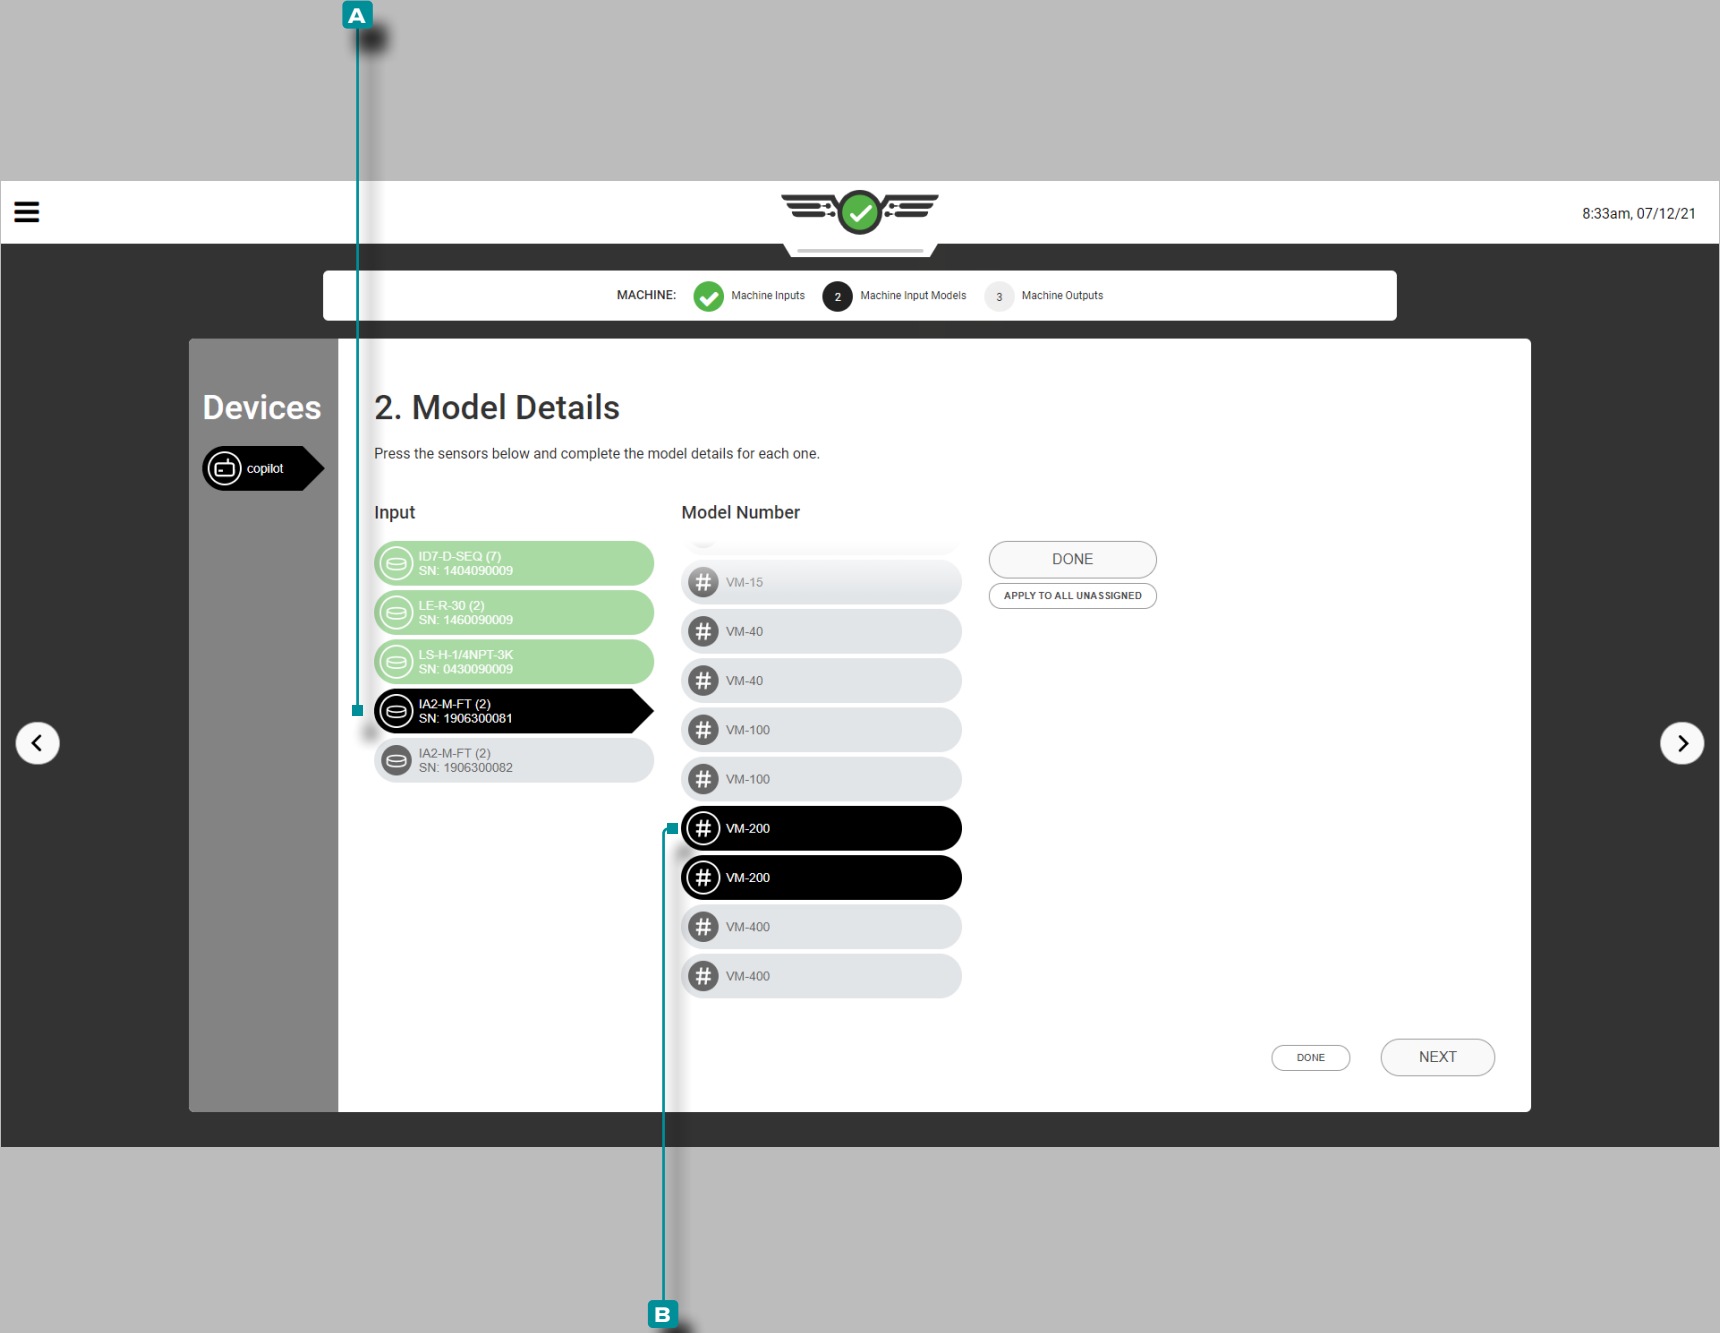 A
8:33am, 07/12/21
MACHINE:
Machine Inputs
2
Machine Input Models
3
Machine Outputs
Devices
copilot
2. Model Details
Press the sensors below and complete the model details for each one.
Input
ID7-D-SEQ (7)
SN: 1404090009
LE-R-30 (2)
SN: 1460090009
LS-H-1/4NPT-3K
SN: 0430090009
IA2-M-FT (2)
SN: 1906300081
IA2-M-FT (2)
SN: 1906300082
Model Number
# VM-15
# VM-40
# VM-40
# VM-100
# VM-100
# VM-200
# VM-200
# VM-400
# VM-400
DONE
APPLY TO ALL UNASSIGNED
DONE
NEXT
B